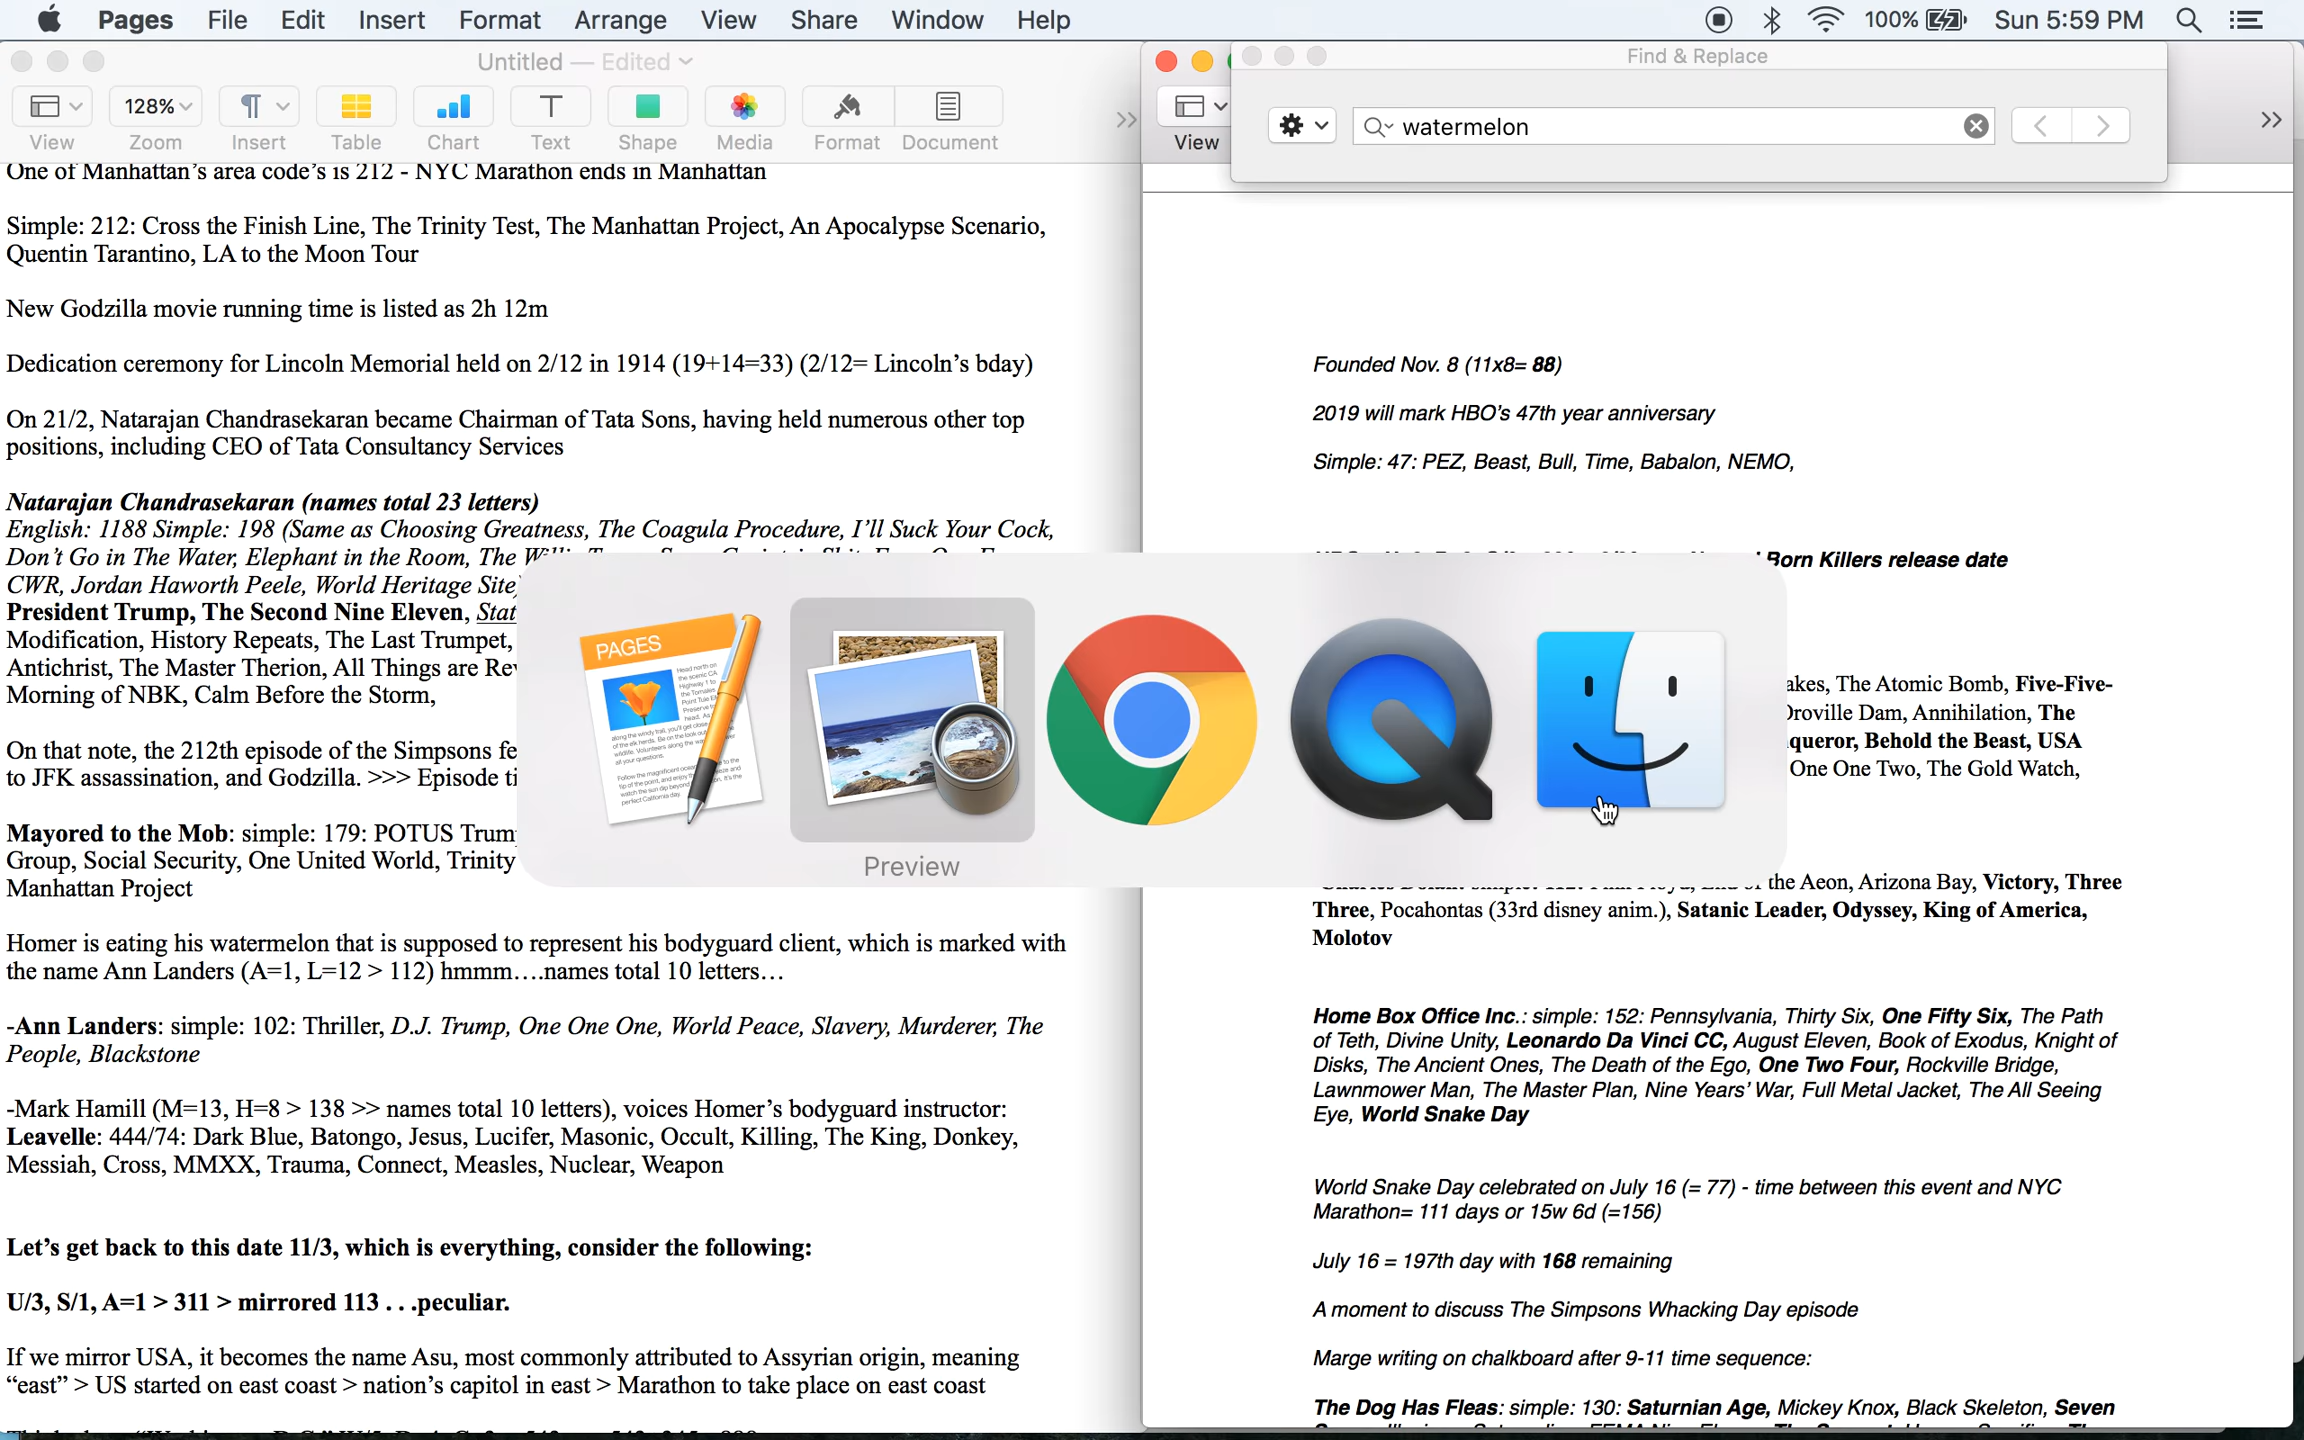 Pages File Edit Insert Format Arrange View Share Window Help 100% Sun 5:59 PM
Untitled — Edited
128%
View Zoom Insert Table Chart Text Shape Media Format Document
One of Manhattan's area code's is 212 - NYC Marathon ends in Manhattan
Simple: 212: Cross the Finish Line, The Trinity Test, The Manhattan Project, An Apocalypse Scenario,
Quentin Tarantino, LA to the Moon Tour
New Godzilla movie running time is listed as 2h 12m
Dedication ceremony for Lincoln Memorial held on 2/12 in 1914 (19+14=33) (2/12= Lincoln's bday)
On 21/2, Natarajan Chandrasekaran became Chairman of Tata Sons, having held numerous other top
positions, including CEO of Tata Consultancy Services
Natarajan Chandrasekaran (names total 23 letters)
English: 1188 Simple: 198 (Same as Choosing Greatness, The Coagula Procedure, I'll Suck Your Cock,
Don't Go in The Water, Elephant in the Room, The
CWR, Jordan Haworth Peele, World Heritage Site)
President Trump, The Second Nine Eleven, Stat
Modification, History Repeats, The Last Trumpet,
Antichrist, The Master Therion, All Things are Rev
Morning of NBK, Calm Before the Storm,
On that note, the 212th episode of the Simpsons fe
to JFK assassination, and Godzilla. >>> Episode ti
Mayored to the Mob: simple: 179: POTUS Trum
Group, Social Security, One United World, Trinity
Manhattan Project
Homer is eating his watermelon that is supposed to represent his bodyguard client, which is marked with
the name Ann Landers (A=1, L=12 > 112) hmmm….names total 10 letters…
-Ann Landers: simple: 102: Thriller, D.J. Trump, One One One, World Peace, Slavery, Murderer, The
People, Blackstone
-Mark Hamill (M=13, H=8 > 138 >> names total 10 letters), voices Homer's bodyguard instructor:
Leavelle: 444/74: Dark Blue, Batongo, Jesus, Lucifer, Masonic, Occult, Killing, The King, Donkey,
Messiah, Cross, MMXX, Trauma, Connect, Measles, Nuclear, Weapon
Let's get back to this date 11/3, which is everything, consider the following:
U/3, S/1, A=1 > 311 > mirrored 113 . . .peculiar.
If we mirror USA, it becomes the name Asu, most commonly attributed to Assyrian origin, meaning
“east” > US started on east coast > nation's capitol in east > Marathon to take place on east coast
PAGES
Preview
Find & Replace
watermelon
View
Founded Nov. 8 (11x8= 88)
2019 will mark HBO's 47th year anniversary
Simple: 47: PEZ, Beast, Bull, Time, Babalon, NEMO,
Born Killers release date
akes, The Atomic Bomb, Five-Five-
Oroville Dam, Annihilation, The
queror, Behold the Beast, USA
One One Two, The Gold Watch,
the Aeon, Arizona Bay, Victory, Three
Three, Pocahontas (33rd disney anim.), Satanic Leader, Odyssey, King of America,
Molotov
Home Box Office Inc.: simple: 152: Pennsylvania, Thirty Six, One Fifty Six, The Path
of Teth, Divine Unity, Leonardo Da Vinci CC, August Eleven, Book of Exodus, Knight of
Disks, The Ancient Ones, The Death of the Ego, One Two Four, Rockville Bridge,
Lawnmower Man, The Master Plan, Nine Years' War, Full Metal Jacket, The All Seeing
Eye, World Snake Day
World Snake Day celebrated on July 16 (= 77) - time between this event and NYC
Marathon= 111 days or 15w 6d (=156)
July 16 = 197th day with 168 remaining
A moment to discuss The Simpsons Whacking Day episode
Marge writing on chalkboard after 9-11 time sequence:
The Dog Has Fleas: simple: 130: Saturnian Age, Mickey Knox, Black Skeleton, Seven